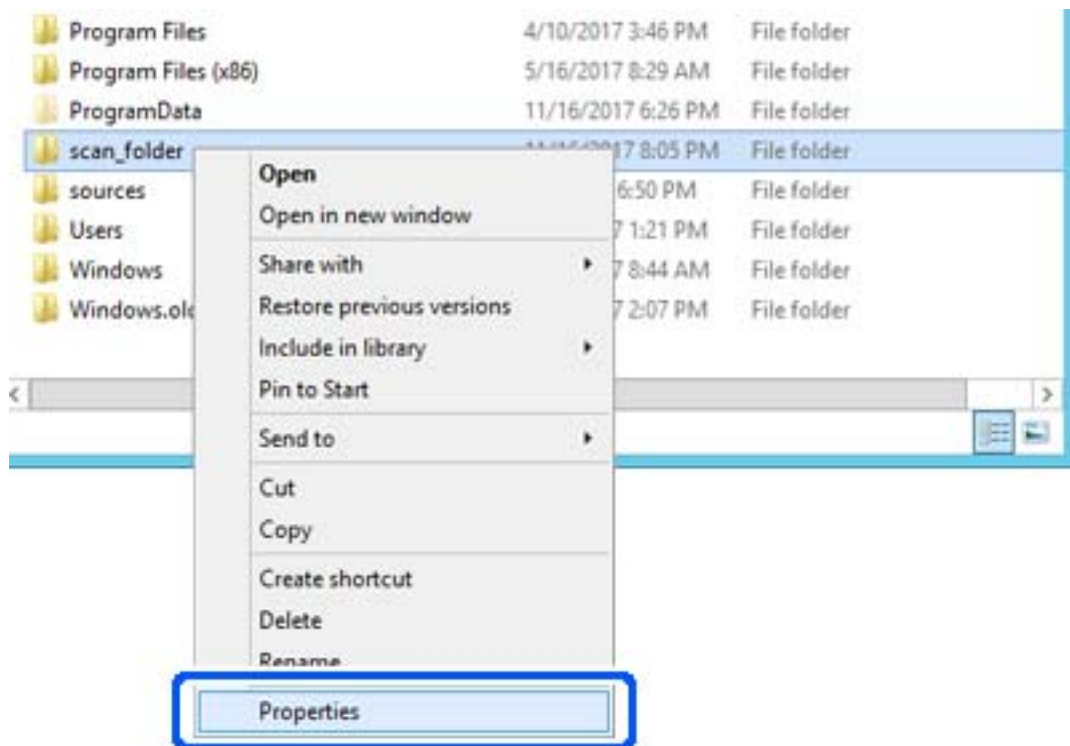 Program Files 4/10/2017 3:46 PM File folder
Program Files (x86) 5/16/2017 8:29 AM File folder
ProgramData 11/16/2017 6:26 PM File folder
scan_folder 7 8:05 PM File folder
sources 6:50 PM File folder
Users 7 1:21 PM File folder
Windows 7 8:44 AM File folder
Windows.old 7 2:07 PM File folder
Open
Open in new window
Share with
Restore previous versions
Include in library
Pin to Start
Send to
Cut
Copy
Create shortcut
Delete
Rename
Properties